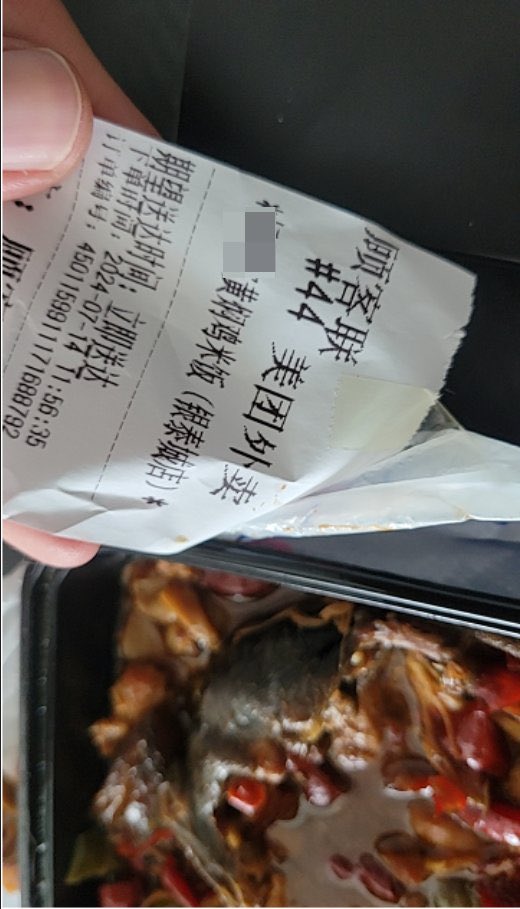 顾客联
#44 美团外卖
黄焖鸡米饭(银泰城店)*
期望送达时间: 立即送达
下单时间: 2024-07-14 11:56:35
订单编号: 4501159911171688792